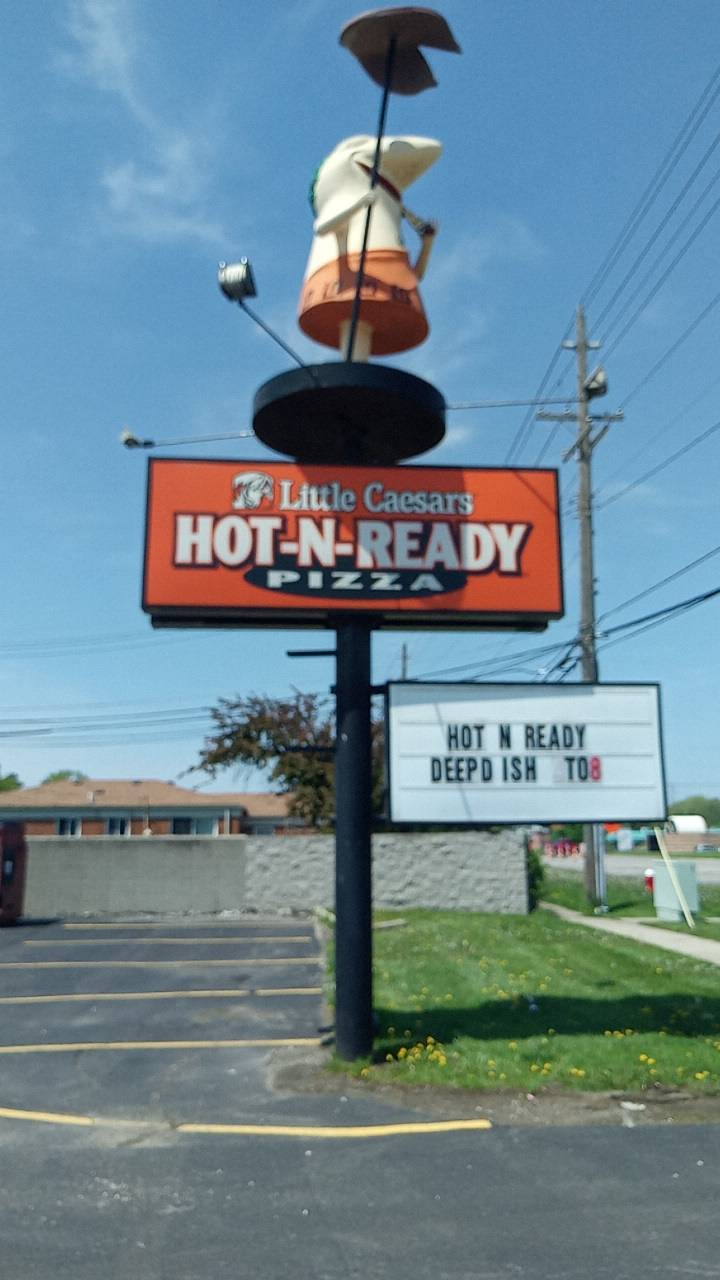 Little Caesars
HOT-N-READY
PIZZA
HOT N READY
DEEPD ISH TO8